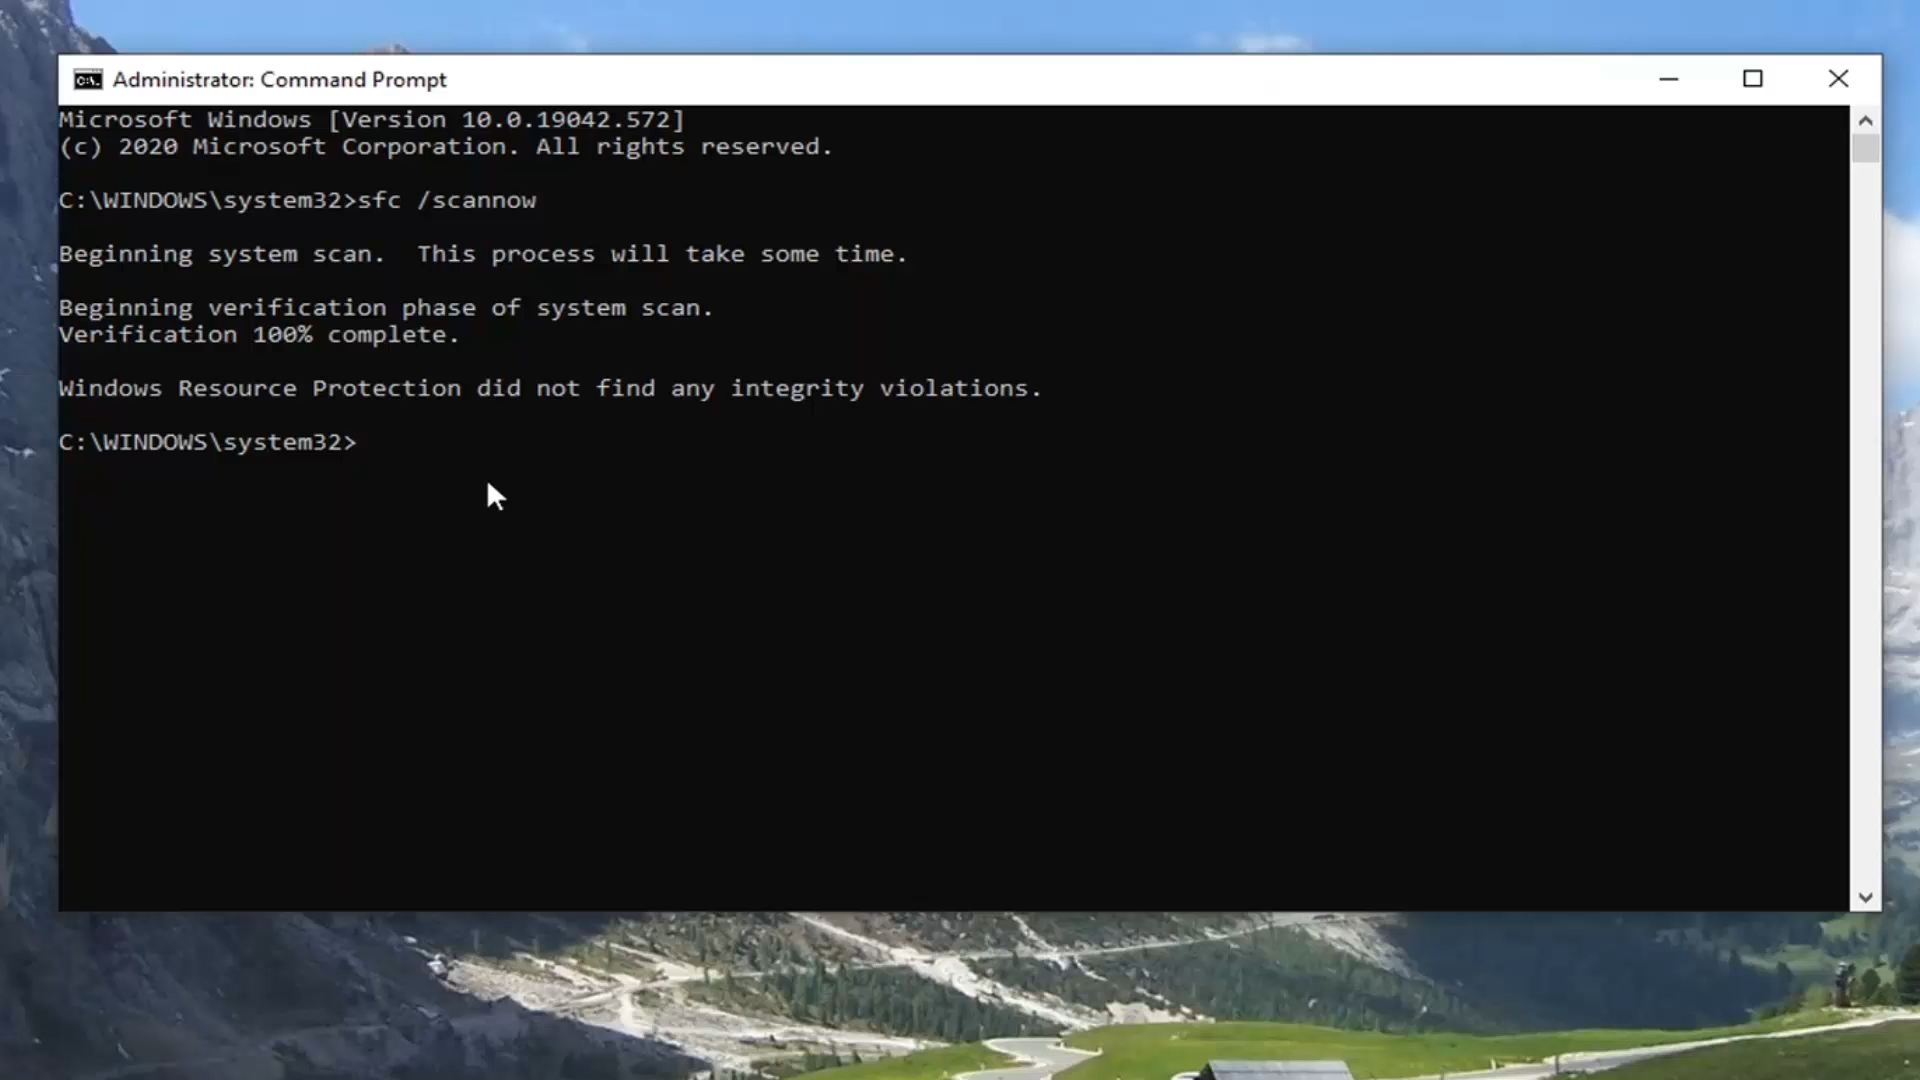 Administrator: Command Prompt
Microsoft Windows [Version 10.0.19042.572]
(c) 2020 Microsoft Corporation. All rights reserved.
C:\WINDOWS\system32>sfc /scannow
Beginning system scan.  This process will take some time.
Beginning verification phase of system scan.
Verification 100% complete.
Windows Resource Protection did not find any integrity violations.
C:\WINDOWS\system32>